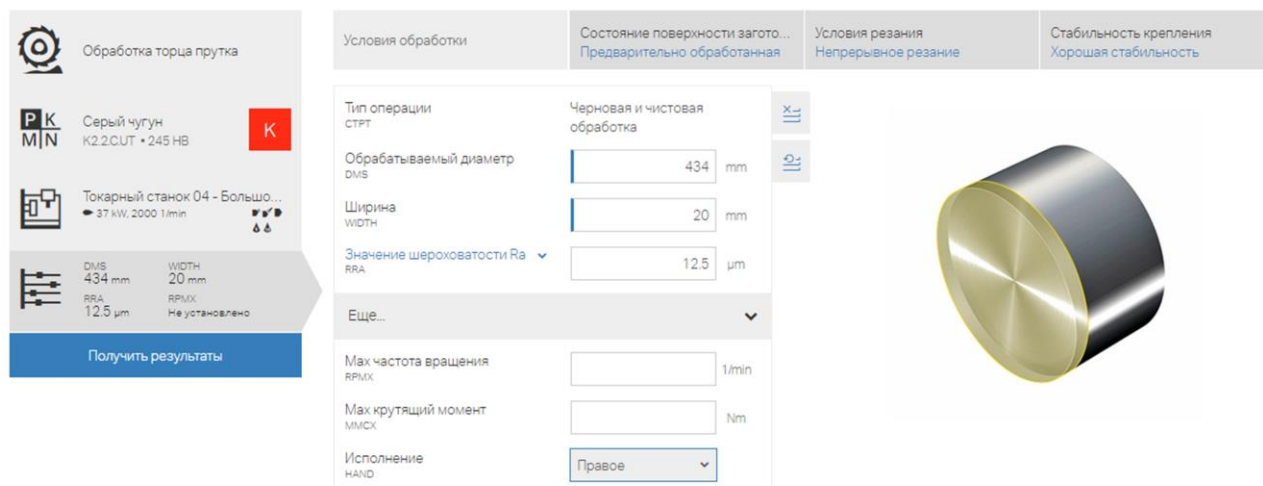 Обработка торца прутка
P K
M N
Серый чугун
K2.2.C.UT • 245 HB
K
Токарный станок 04 - Большо...
37 kW, 2000 1/min
DMS WIDTH
434 mm 20 mm
RRA RPMX
12.5 µm Не установлено
Получить результаты
Условия обработки
Состояние поверхности загото...
Предварительно обработанная
Условия резания
Непрерывное резание
Стабильность крепления
Хорошая стабильность
Тип операции
CTPT
Черновая и чистовая
обработка
Обрабатываемый диаметр
DMS
434 mm
Ширина
WIDTH
20 mm
Значение шероховатости Ra
RRA
12.5 µm
Еще...
Max частота вращения
RPMX
1/min
Max крутящий момент
MMCX
Nm
Исполнение
HAND
Правое